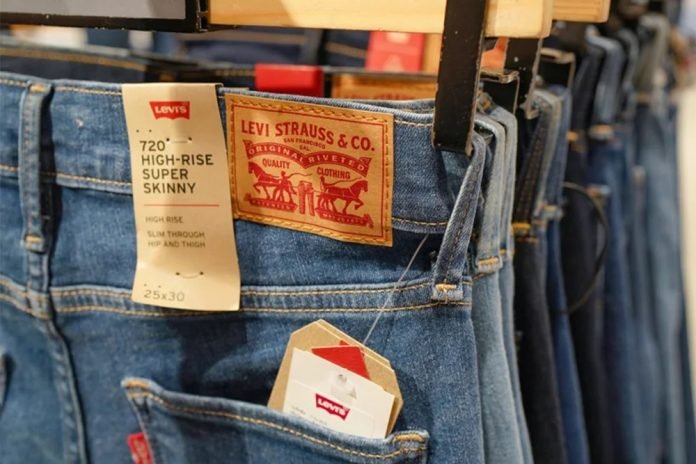 LEVI'S
720
HIGH-RISE
SUPER
SKINNY
HIGH RISE
SLIM THROUGH
HIP AND THIGH
25x30
LEVI STRAUSS & CO.
SAN FRANCISCO
CAL.
ORIGINAL RIVETED
QUALITY CLOTHING
LEVI'S